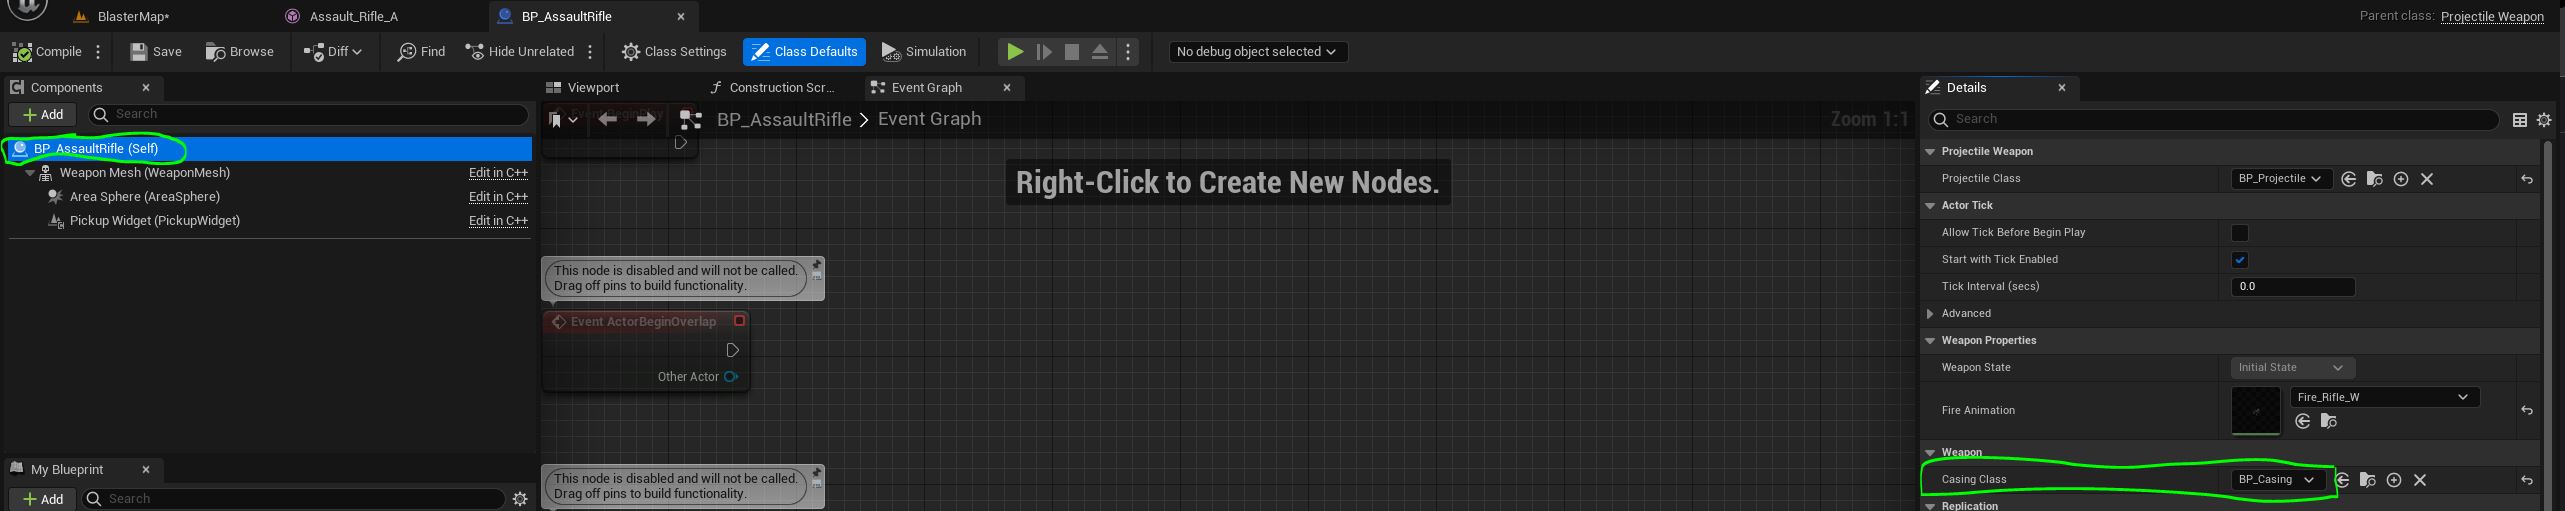 BlasterMap*
Assault_Rifle_A
BP_AssaultRifle
Parent class: Projectile Weapon
Compile
Save
Browse
Diff
Find
Hide Unrelated
Class Settings
Class Defaults
Simulation
No debug object selected
Components
Add
Search
BP_AssaultRifle (Self)
Weapon Mesh (WeaponMesh)
Edit in C++
Area Sphere (AreaSphere)
Edit in C++
Pickup Widget (PickupWidget)
Edit in C++
My Blueprint
Add
Search
Viewport
Construction Scr...
Event Graph
Event BeginPlay
BP_AssaultRifle > Event Graph
Zoom 1:1
Right-Click to Create New Nodes.
This node is disabled and will not be called.
Drag off pins to build functionality.
Event ActorBeginOverlap
Other Actor
This node is disabled and will not be called.
Drag off pins to build functionality.
Details
Search
Projectile Weapon
Projectile Class
BP_Projectile
Actor Tick
Allow Tick Before Begin Play
Start with Tick Enabled
Tick Interval (secs)
0.0
Advanced
Weapon Properties
Weapon State
Initial State
Fire Animation
Fire_Rifle_W
Weapon
Casing Class
BP_Casing
Replication